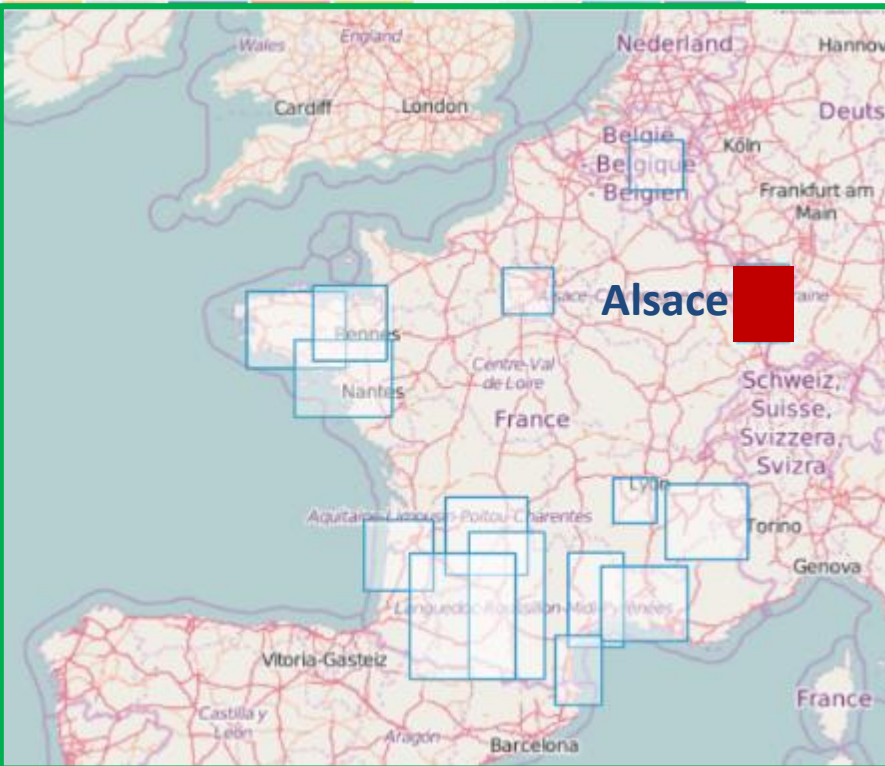 England
Wales
Nederland
Hannov
Cardiff
London
Deuts
België
- Belgique
- Belgien
Köln
Frankfurt am
Main
Alsace
Rennes
Centre-Val
de Loire
Nantes
France
Schweiz,
Suisse,
Svizzera,
Svizra
Lyon
Aquitaine-Limousin-Poitou-Charentes
Torino
Genova
Languedoc-Roussillon-Midi-Pyrénées
Vitoria-Gasteiz
France
Castilla y
León
Aragón
Barcelona